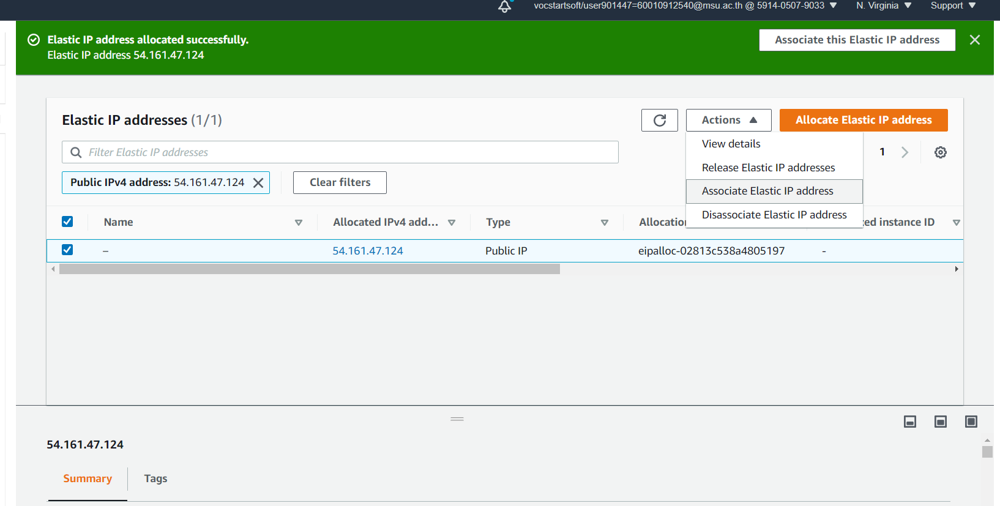 vocstartsoft/user901447=60010912540@msu.ac.th @ 5914-0507-9033 N. Virginia Support
Elastic IP address allocated successfully.
Elastic IP address 54.161.47.124
Associate this Elastic IP address
Elastic IP addresses (1/1)
Actions
Allocate Elastic IP address
Filter Elastic IP addresses
View details
Release Elastic IP addresses
Associate Elastic IP address
Disassociate Elastic IP address
1
Public IPv4 address: 54.161.47.124
Clear filters
Name Allocated IPv4 add... Type Allocation instance ID
– 54.161.47.124 Public IP eipalloc-02813c538a4805197 -
54.161.47.124
Summary Tags